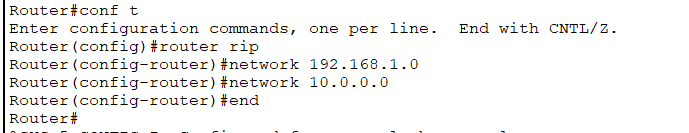 Router#conf t
Enter configuration commands, one per line.  End with CNTL/Z.
Router(config)#router rip
Router(config-router)#network 192.168.1.0
Router(config-router)#network 10.0.0.0
Router(config-router)#end
Router#